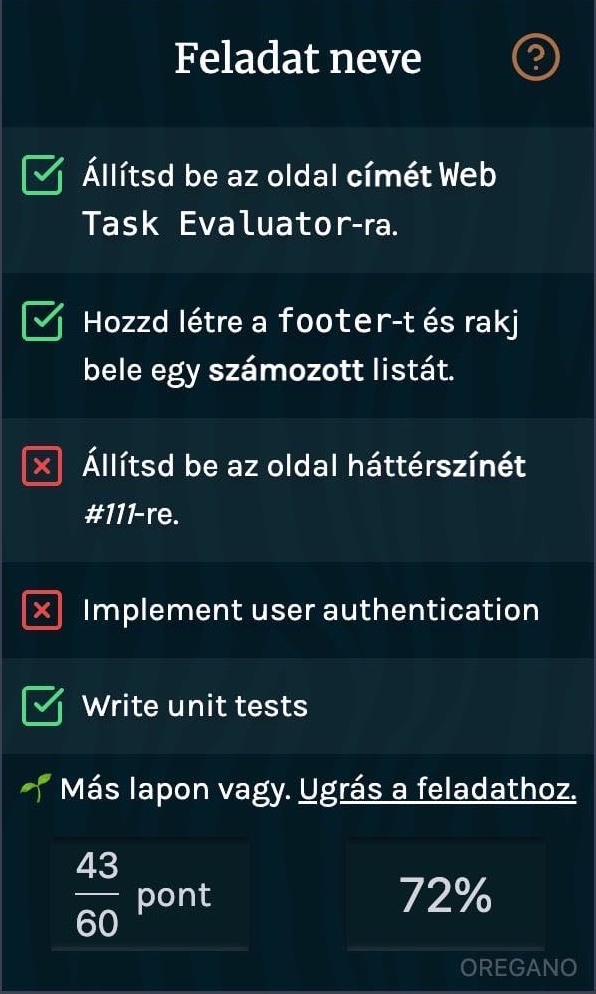 Feladat neve
Állítsd be az oldal címét Web
Task Evaluator-ra.
Hozzd létre a footer-t és rakj
bele egy számozott listát.
Állítsd be az oldal háttérszínét
#111-re.
Implement user authentication
Write unit tests
Más lapon vagy. Ugrás a feladathoz.
43
60
pont
72%
OREGANO